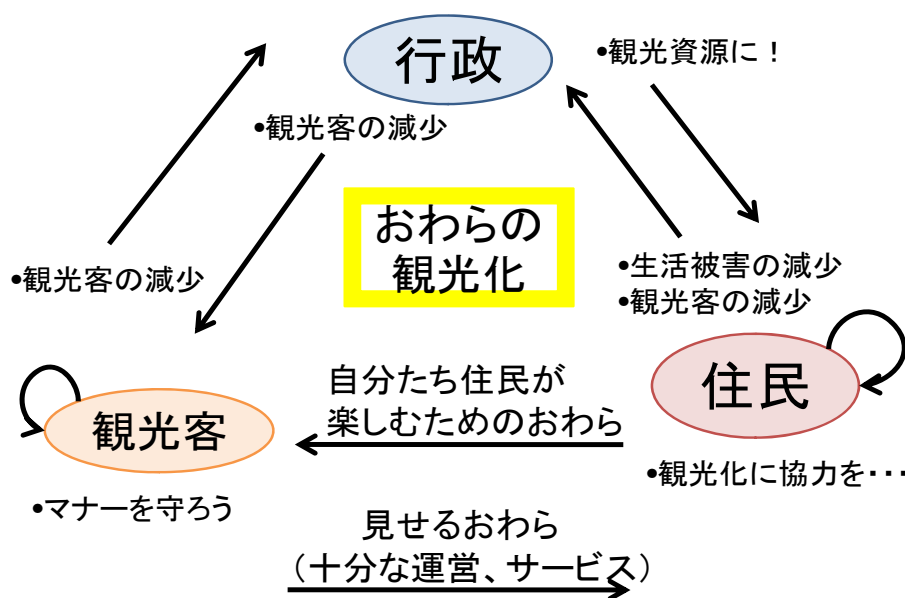 行政
•観光資源に！
•観光客の減少
おわらの
観光化
•観光客の減少
•生活被害の減少
•観光客の減少
住民
自分たち住民が
楽しむためのおわら
観光客
•観光化に協力を・・・
•マナーを守ろう
見せるおわら
（十分な運営、サービス）